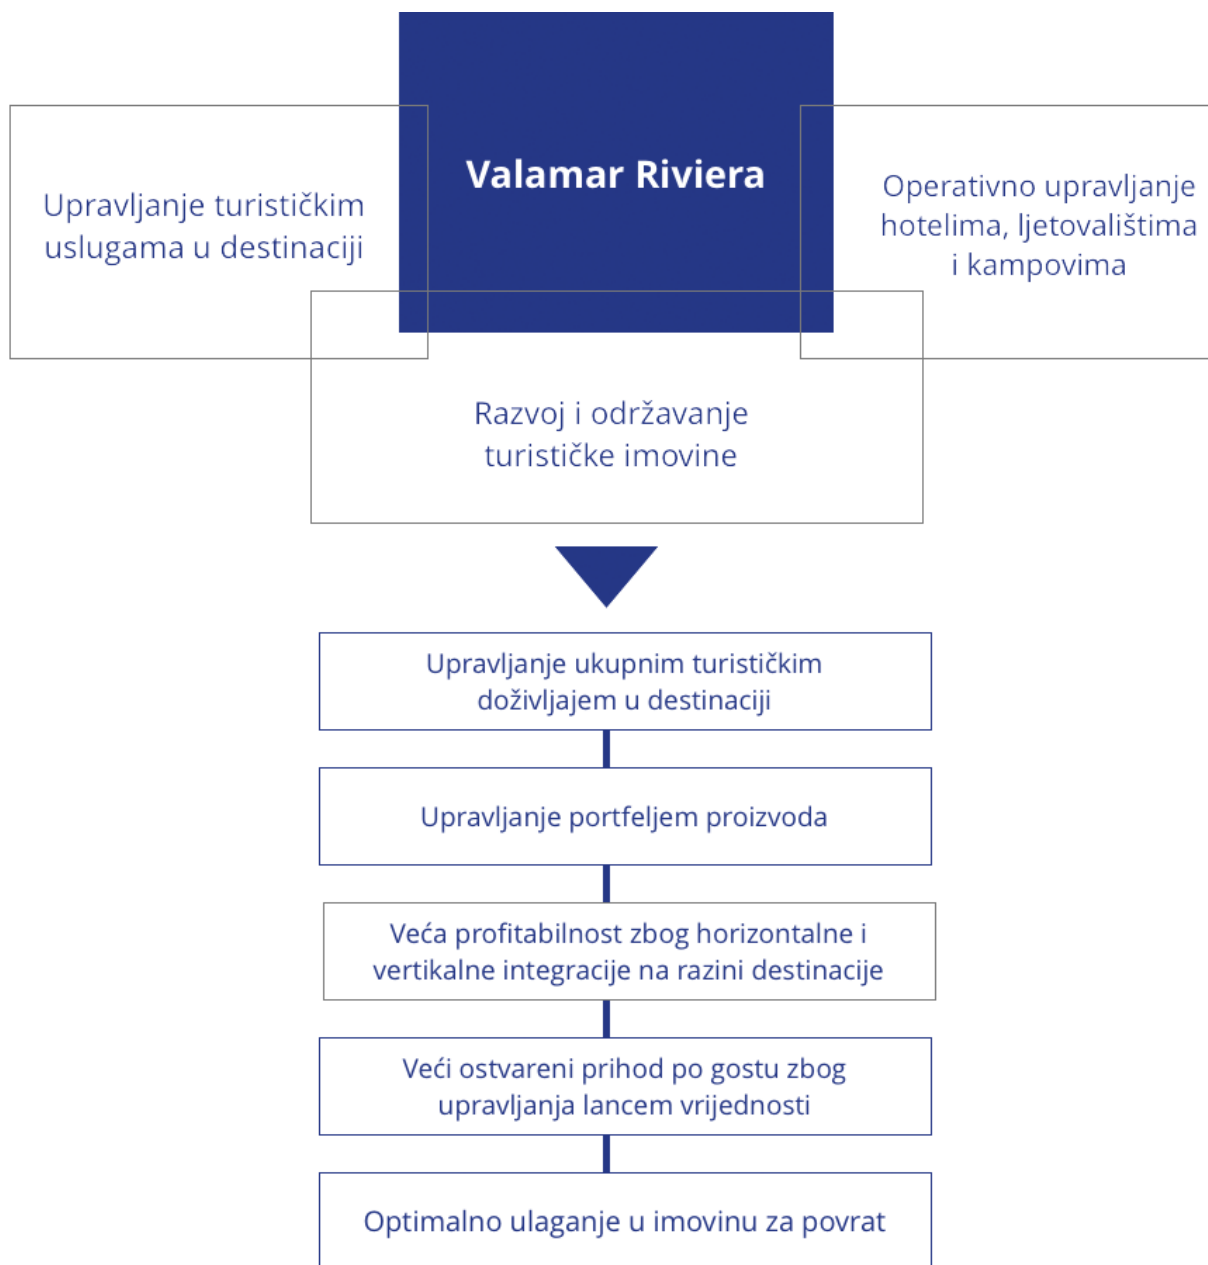 Valamar Riviera
Upravljanje turističkim
uslugama u destinaciji
Operativno upravljanje
hotelima, ljetovalištima
i kampovima
Razvoj i održavanje
turističke imovine
Upravljanje ukupnim turističkim
doživljajem u destinaciji
Upravljanje portfeljem proizvoda
Veća profitabilnost zbog horizontalne i
vertikalne integracije na razini destinacije
Veći ostvareni prihod po gostu zbog
upravljanja lancem vrijednosti
Optimalno ulaganje u imovinu za povrat